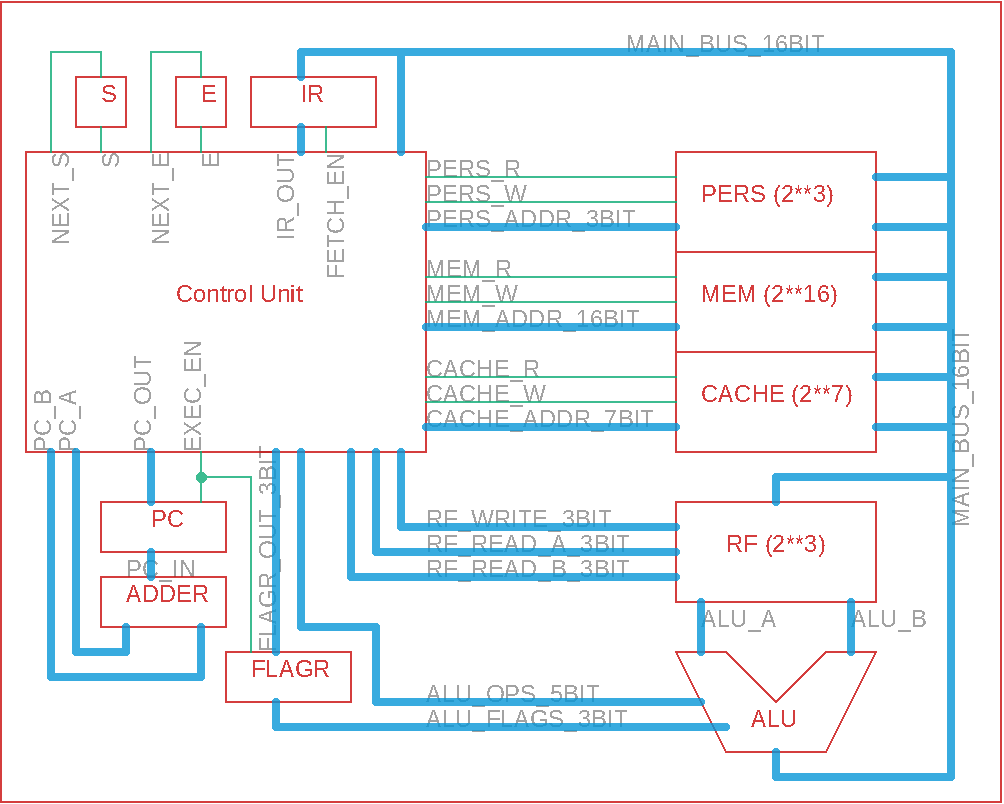 MAIN_BUS_16BIT
S
E
IR
NEXT_S
S
NEXT_E
E
IR_OUT
FETCH_EN
PERS_R
PERS_W
PERS_ADDR_3BIT
PERS (2**3)
MEM_R
MEM_W
MEM_ADDR_16BIT
Control Unit
MEM (2**16)
CACHE_R
CACHE_W
CACHE_ADDR_7BIT
CACHE (2**7)
MAIN_BUS_16BIT
PC_B
PC_A
PC_OUT
EXEC_EN
FLAGR_OUT_3BIT
PC
RF_WRITE_3BIT
RF_READ_A_3BIT
RF_READ_B_3BIT
RF (2**3)
PC_IN
ADDER
ALU_A
ALU_B
FLAGR
ALU_OPS_5BIT
ALU_FLAGS_3BIT
ALU